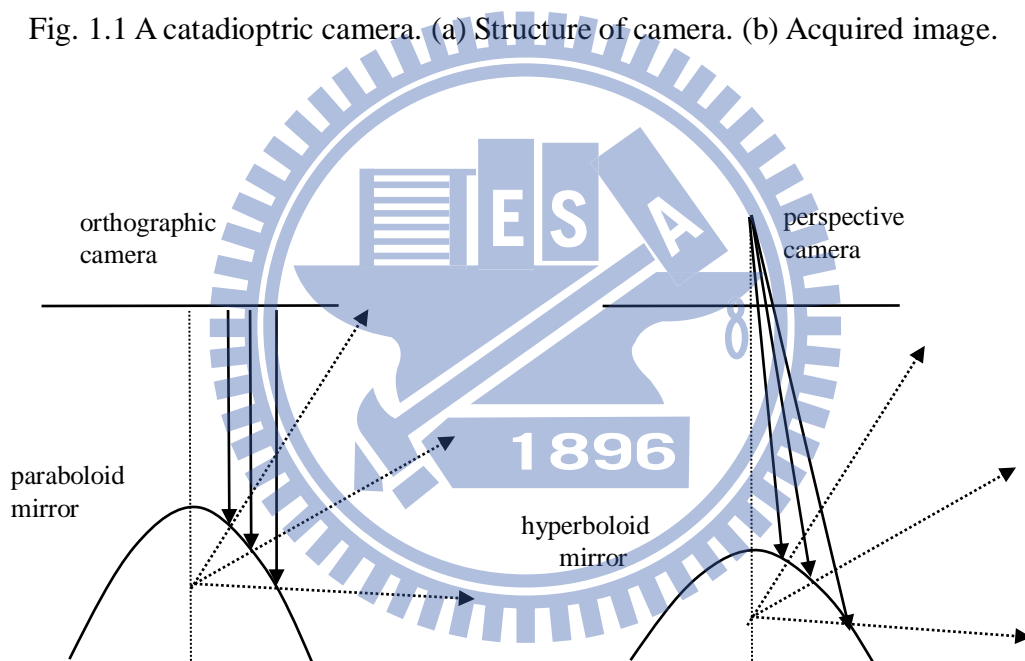 Fig. 1.1 A catadioptric camera. (a) Structure of camera. (b) Acquired image.
E S A
orthographic
camera
perspective
camera
1896
paraboloid
mirror
hyperboloid
mirror